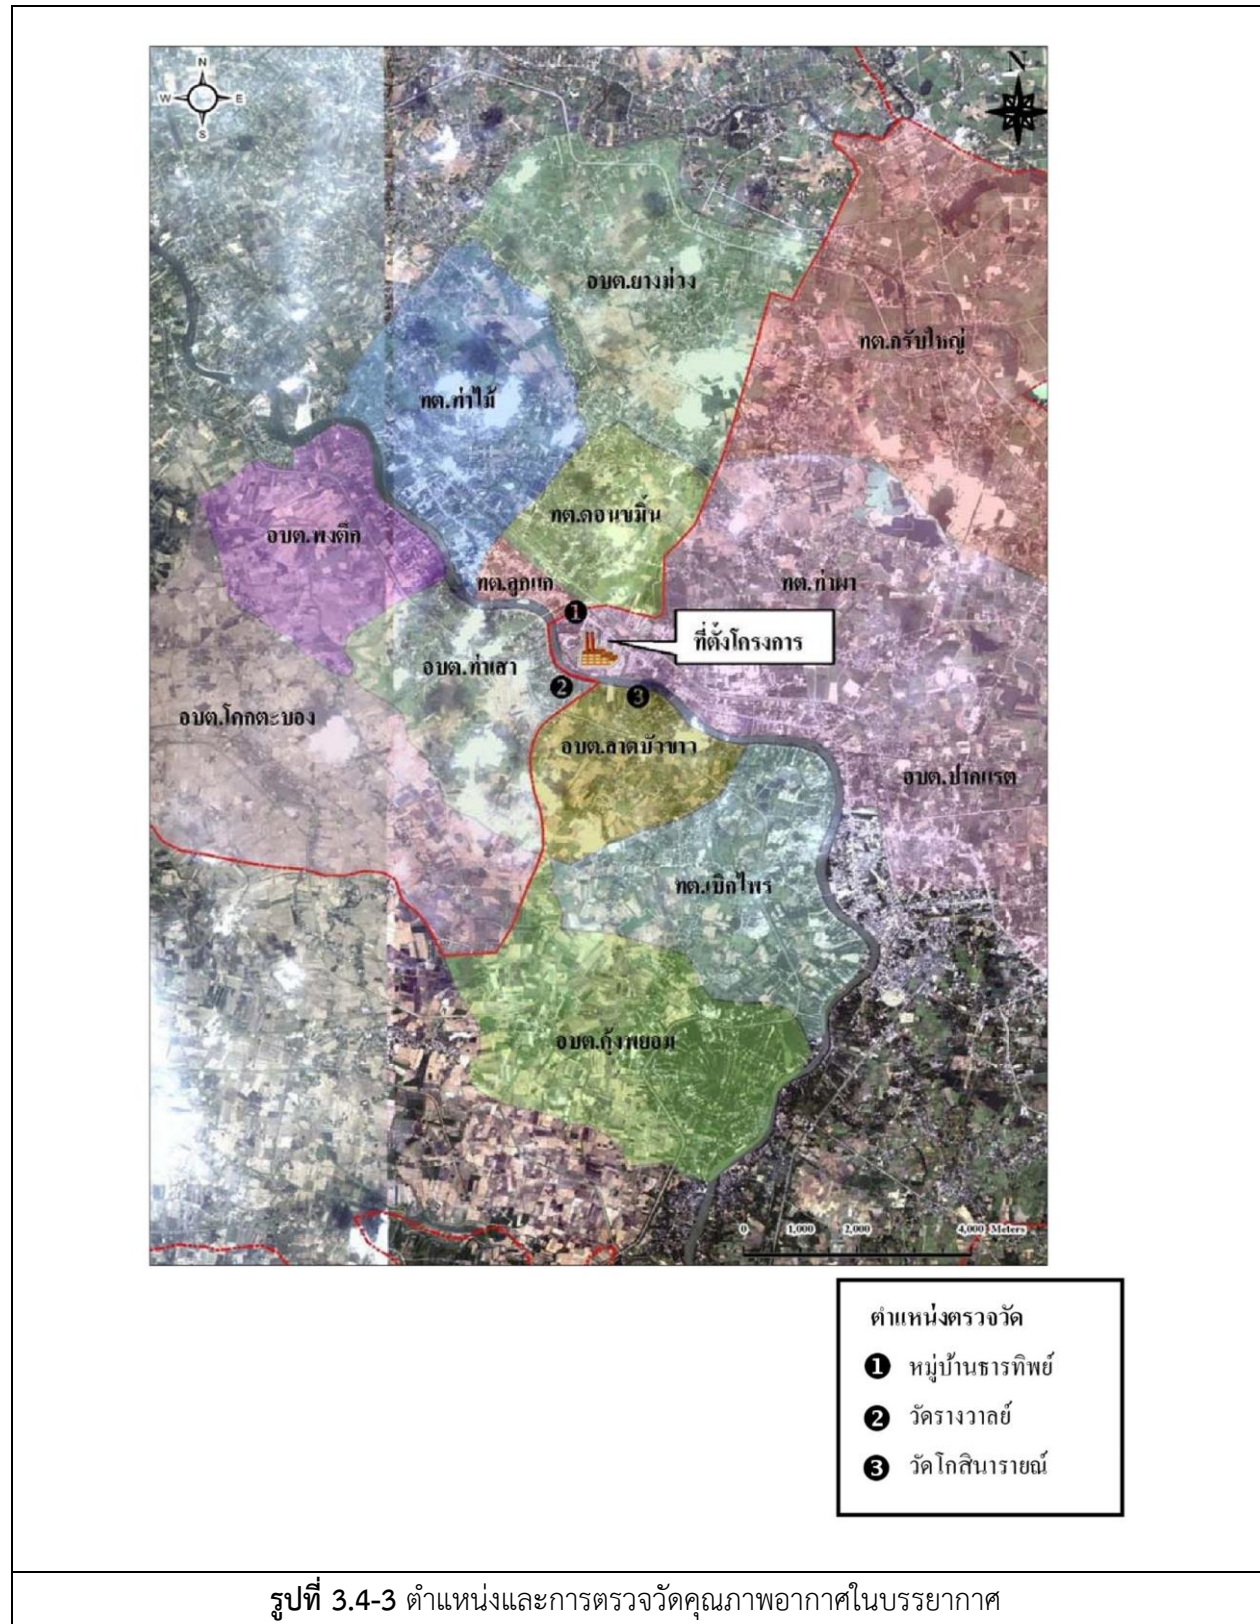 N
W E
S
N
อบต.ยางม่วง
ทต.กรับใหญ่
ทต.ท่าไม้
ทต.ดอนขมิ้น
อบต.พงตึก
ทต.ลูกแก
ทต.ท่าผา
1
ที่ตั้งโครงการ
อบต.ท่าเสา
2
3
อบต.โคกตะบอง
อบต.ลาดบัวขาว
อบต.ปากแรต
ทต.เบิกไพร
อบต.คุ้งพยอม
0 1,000 2,000 4,000 Meters
ตำแหน่งตรวจวัด
1 หมู่บ้านธารทิพย์
2 วัดรางวาลย์
3 วัดโกสินารายณ์
รูปที่ 3.4-3 ตำแหน่งและการตรวจวัดคุณภาพอากาศในบรรยากาศ